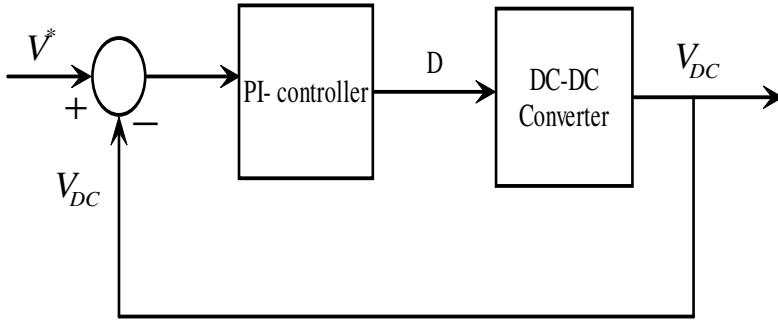 V*
+
−
V_DC
PI- controller
D
DC-DC
Converter
V_DC